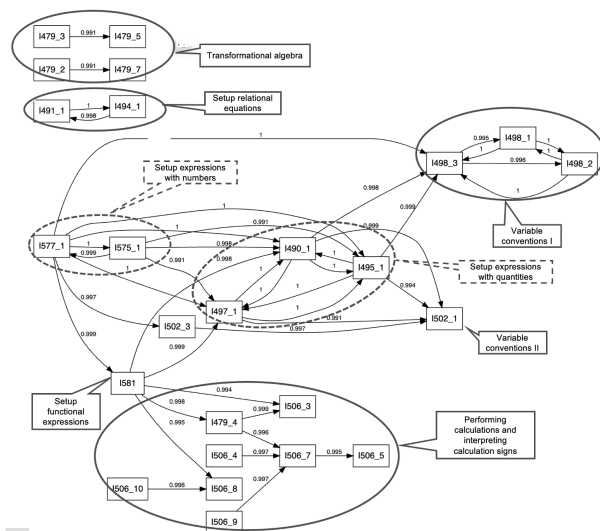 I479_3 0.991 I479_5
Transformational algebra
I479_2 0.991 I479_7
I491_1 1 I494_1
0.998
Setup relational
equations
1
I498_3 0.995 I498_1 1
1 1
0.996 I498_2
1
Variable
conventions I
Setup expressions
with numbers
0.998
1 0.991 0.999
0.999
I577_1 1 I575_1 1
0.999 0.998 I490_1
0.991 0.998 1 1
1 I495_1
Setup expressions
with quantities
1 1 1 1
0.994
I497_1 1
0.997 0.991
I502_3 0.997 I502_1
Variable
conventions II
0.999 0.999
I581
Setup
functional
expressions
0.994
0.998 I506_3
0.995 I479_4 0.999
0.996
Performing
calculations and
interpreting
calculation signs
I506_4 0.997 I506_7 0.995 I506_5
0.997
I506_10 0.996 I506_8
I506_9